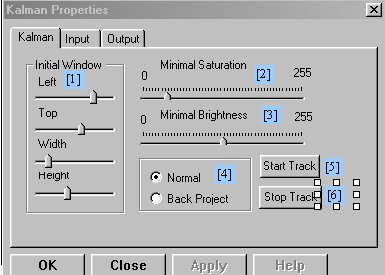 Kalman Properties
Kalman Input Output
Initial Window
Left [1]
Top
Width
Height
Minimal Saturation
0 [2] 255
Minimal Brightness [3]
0 255
Normal [4]
Back Project
Start Track [5]
Stop Track [6]
OK Close Apply Help